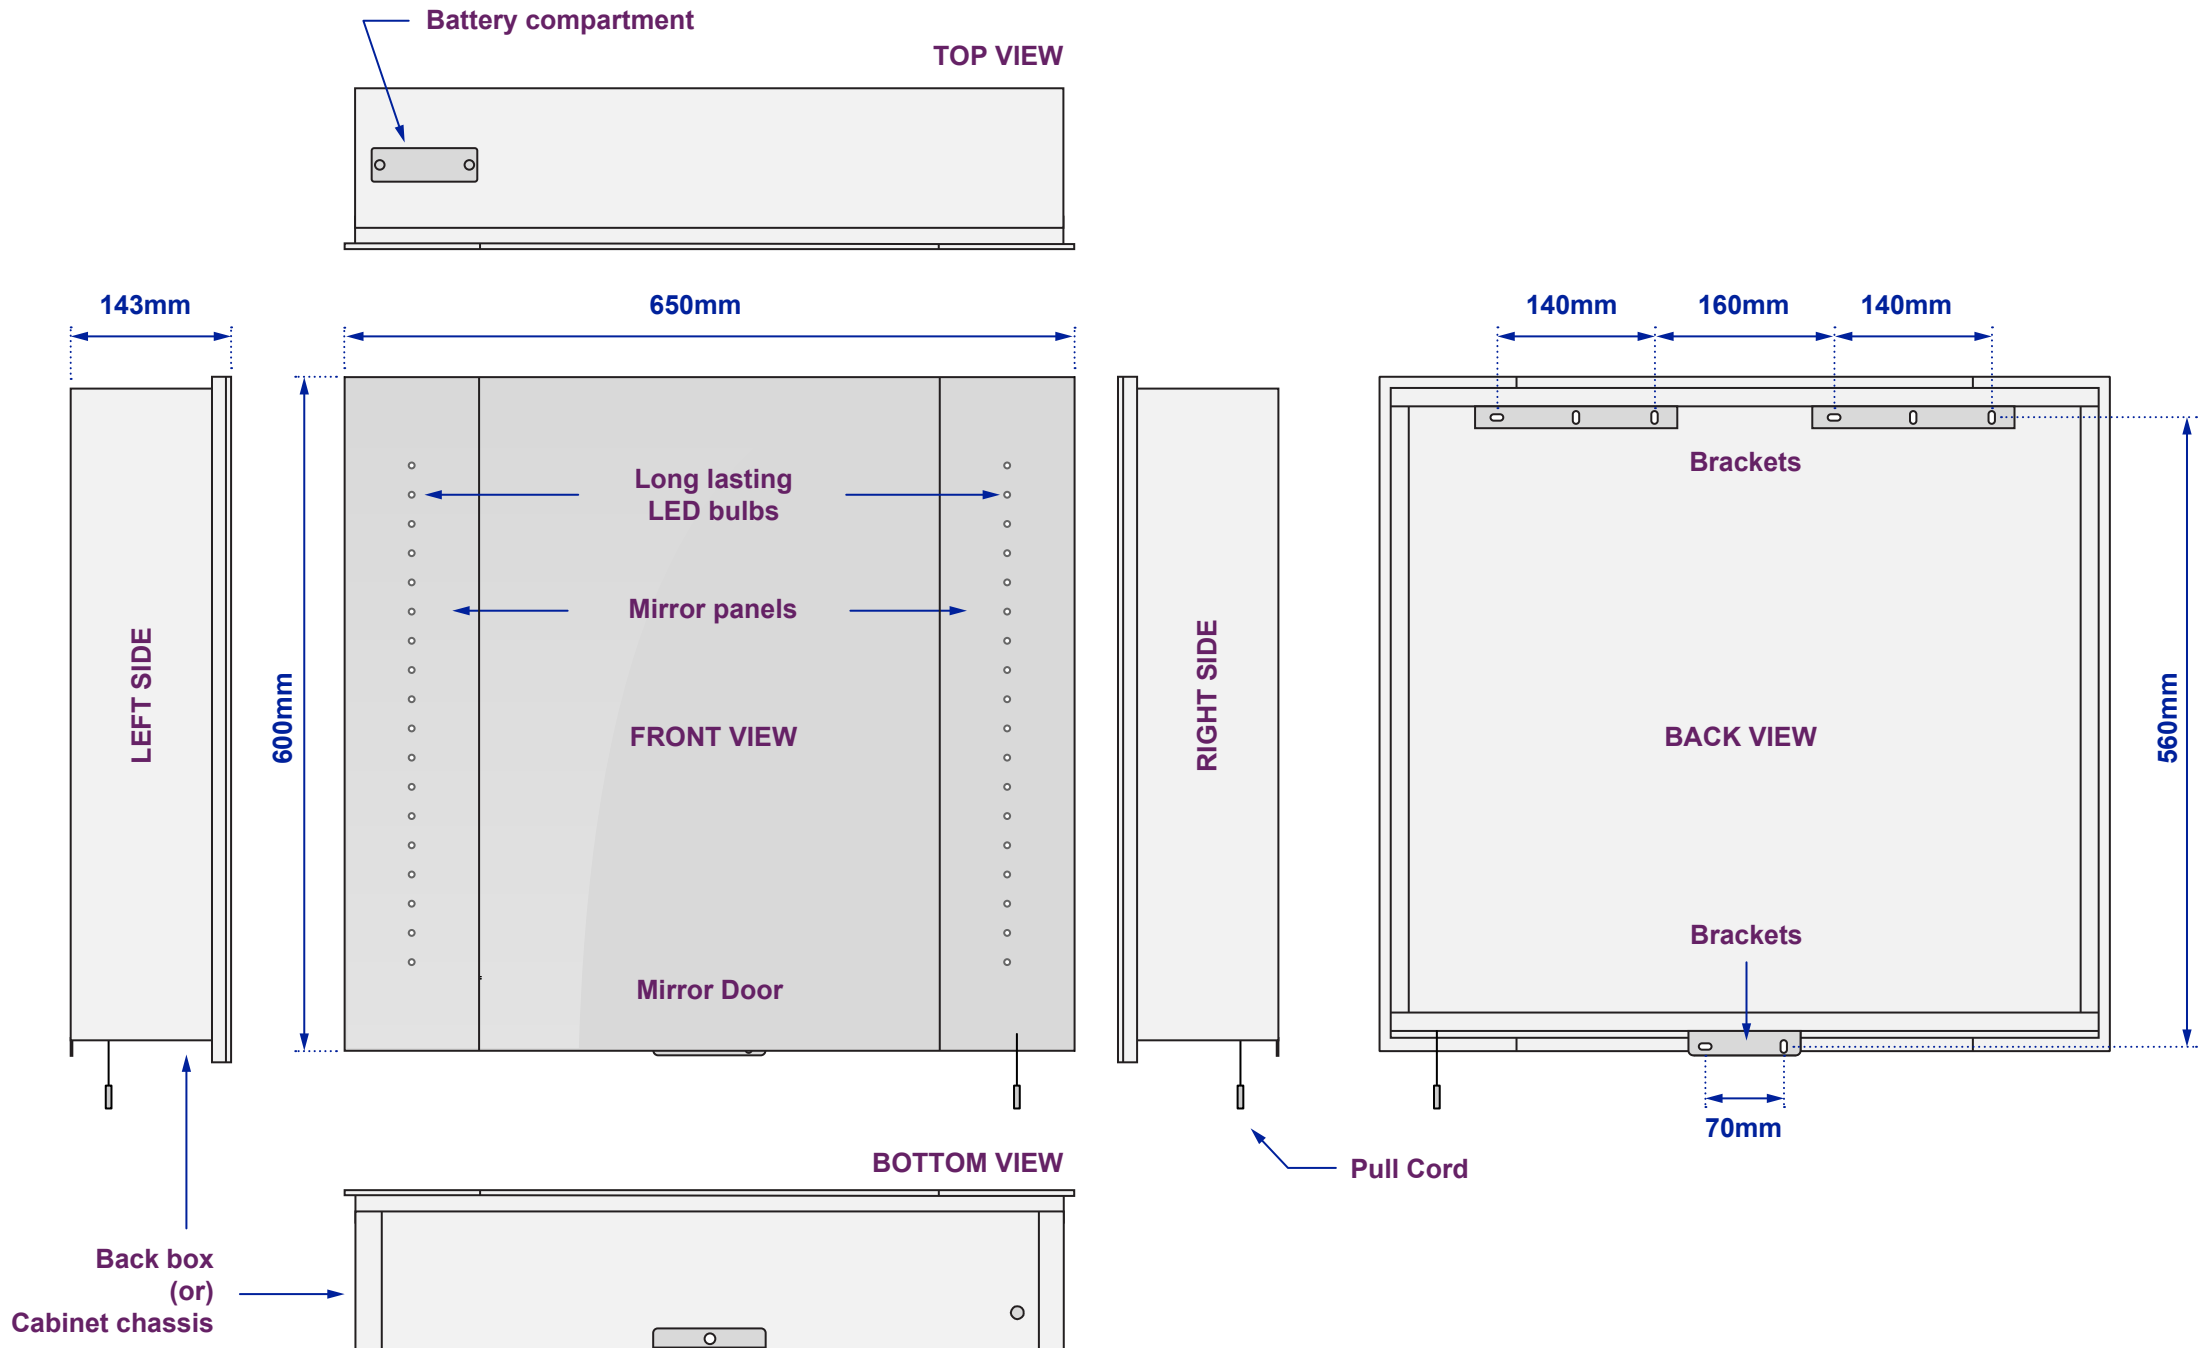 Battery compartment
TOP VIEW
143mm
650mm
140mm
160mm
140mm
Long lasting
LED bulbs
Brackets
Mirror panels
LEFT SIDE
600mm
FRONT VIEW
RIGHT SIDE
BACK VIEW
560mm
Brackets
Mirror Door
70mm
BOTTOM VIEW
Pull Cord
Back box
(or)
Cabinet chassis